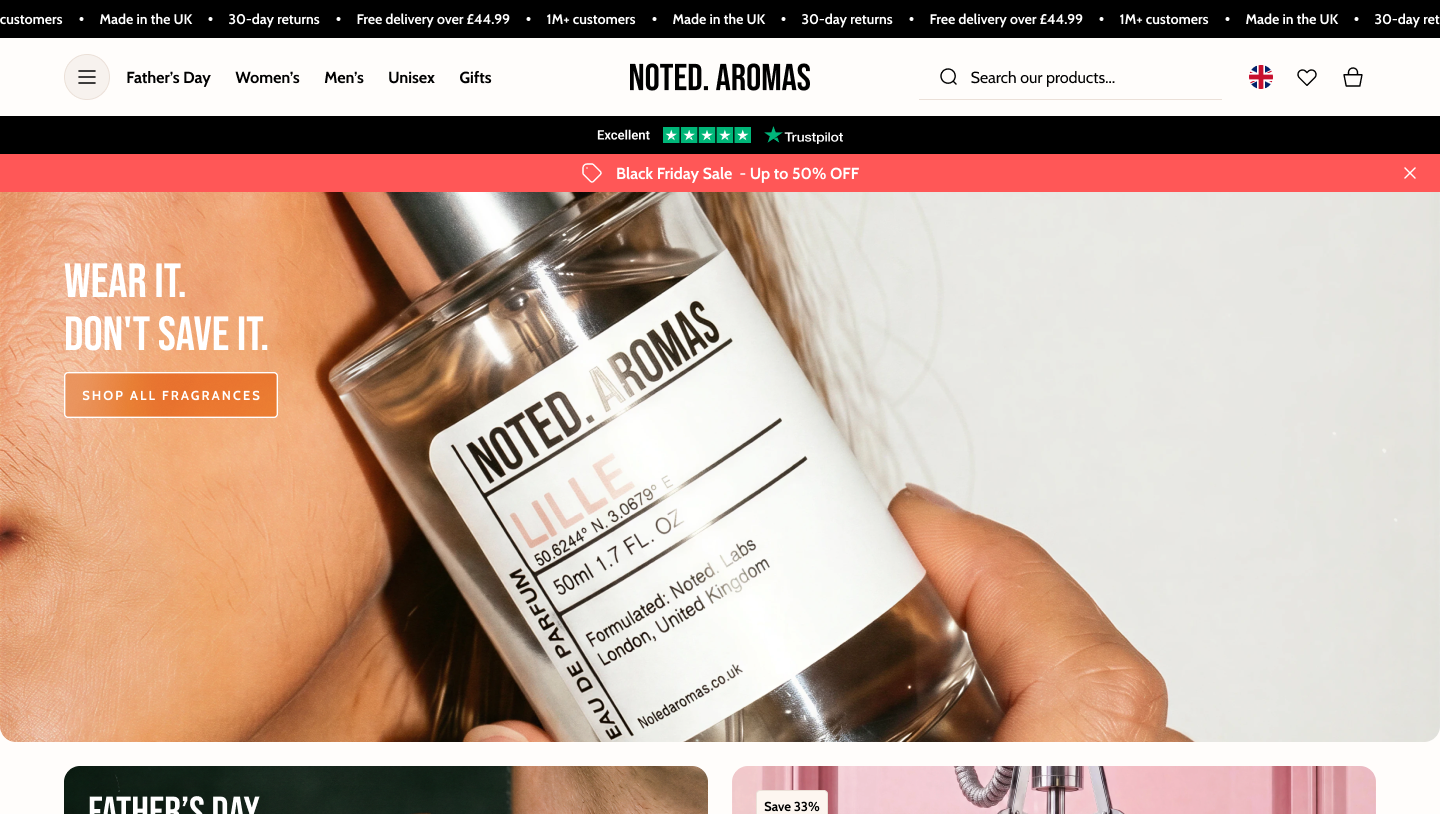 customers • Made in the UK • 30-day returns • Free delivery over £44.99 • 1M+ customers • Made in the UK • 30-day returns • Free delivery over £44.99 • 1M+ customers • Made in the UK • 30-day ret
Father's Day Women's Men's Unisex Gifts
NOTED. AROMAS
Search our products...
Excellent Trustpilot
Black Friday Sale - Up to 50% OFF
WEAR IT.
DON'T SAVE IT.
SHOP ALL FRAGRANCES
NOTED. AROMAS
LILLE
50.6244° N. 3.0679° E
50ml 1.7 FL. OZ
EAU DE PARFUM
Formulated: Noted. Labs
London, United Kingdom
Notedaromas.co.uk
FATHER'S DAY
Save 33%